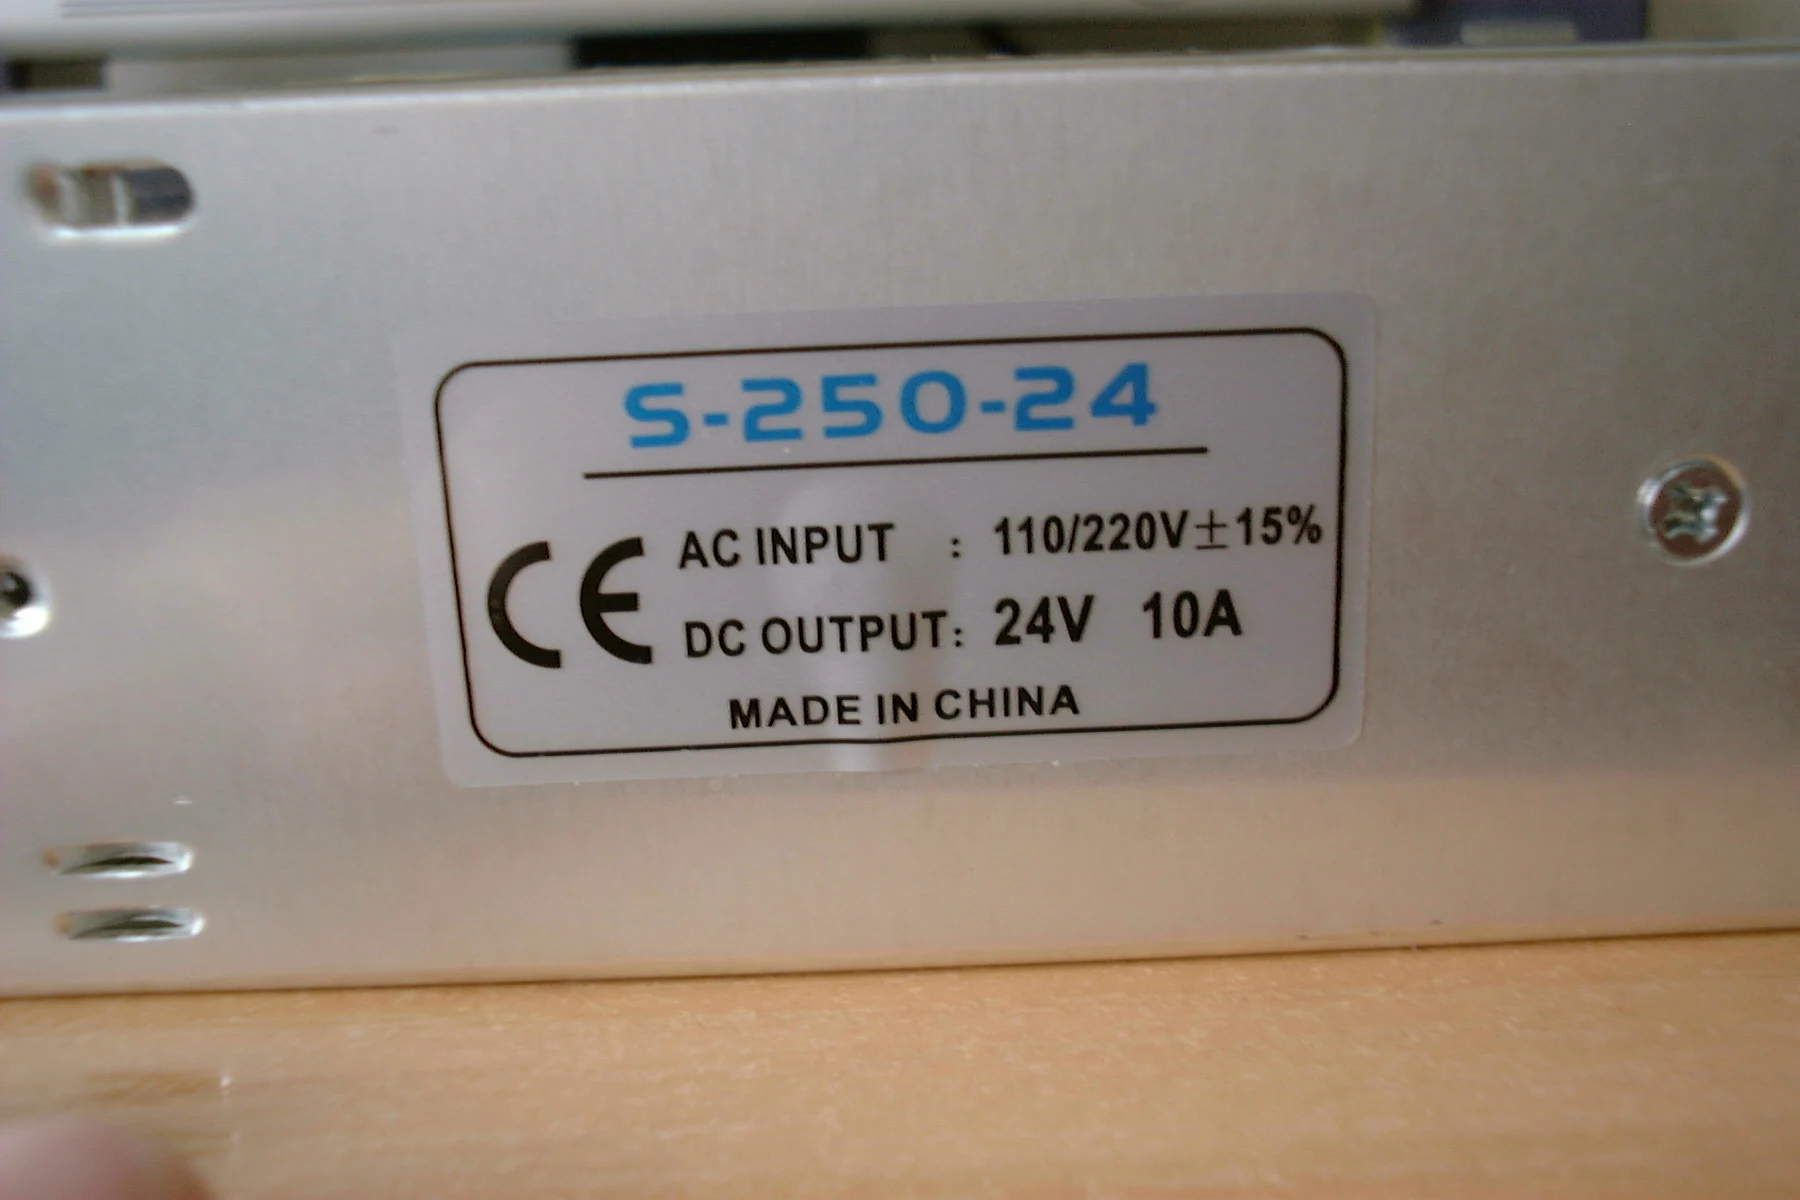 S-250-24
CE
AC INPUT : 110/220V±15%
DC OUTPUT: 24V 10A
MADE IN CHINA